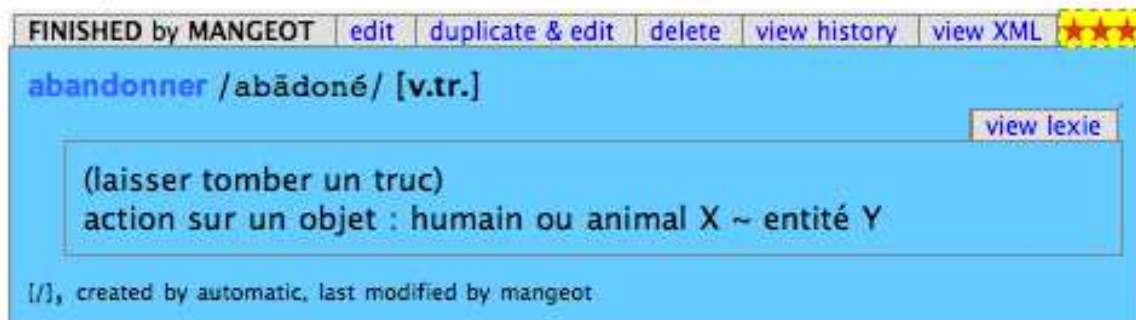 FINISHED by MANGEOT edit duplicate & edit delete view history view XML ★★★
abandonner /abãdoné/ [v.tr.]
view lexie
(laisser tomber un truc)
action sur un objet : humain ou animal X ~ entité Y
[/], created by automatic, last modified by mangeot